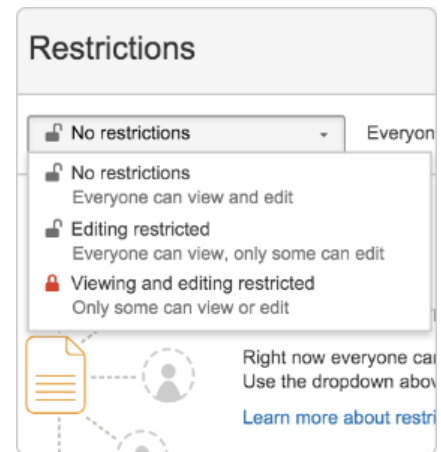 Restrictions
No restrictions Everyon
No restrictions
Everyone can view and edit
Editing restricted
Everyone can view, only some can edit
Viewing and editing restricted
Only some can view or edit
Right now everyone ca
Use the dropdown abov
Learn more about restri